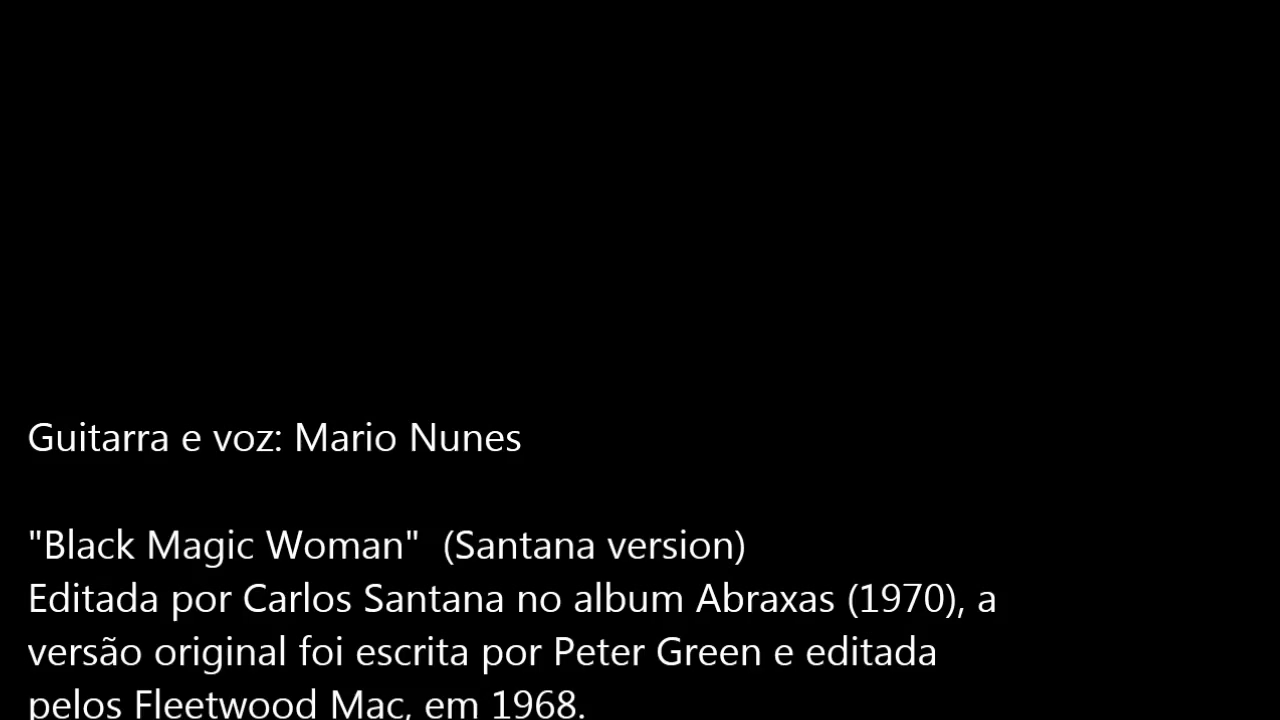 Guitarra e voz: Mario Nunes
"Black Magic Woman"  (Santana version)
Editada por Carlos Santana no album Abraxas (1970), a
versão original foi escrita por Peter Green e editada
pelos Fleetwood Mac, em 1968.